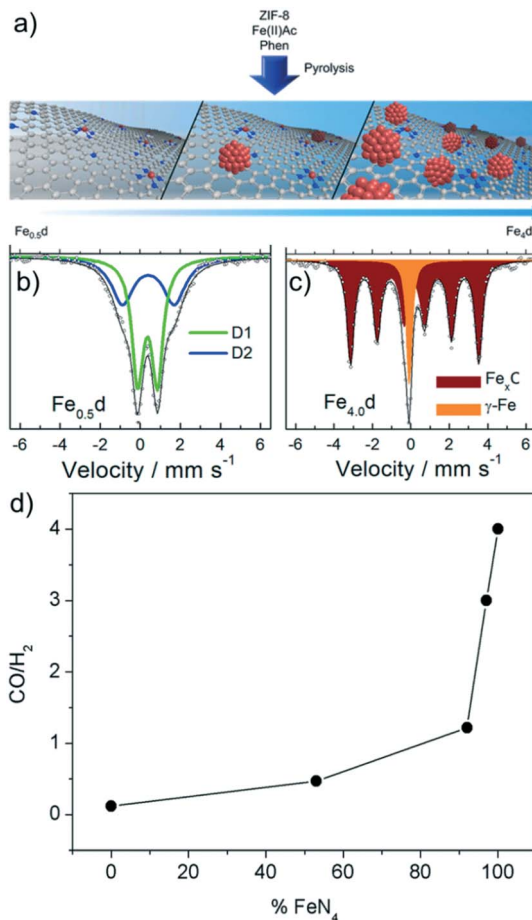 a)
ZIF-8
Fe(II)Ac
Phen
Pyrolysis
Fe0.5d
Fe4d
b)
D1
D2
Fe0.5d
-6 -4 -2 0 2 4 6
Velocity / mm s-1
c)
FexC
γ-Fe
Fe4.0d
-6 -4 -2 0 2 4 6
Velocity / mm s-1
d)
4
3
2
1
0
CO/H2
0 20 40 60 80 100
% FeN4